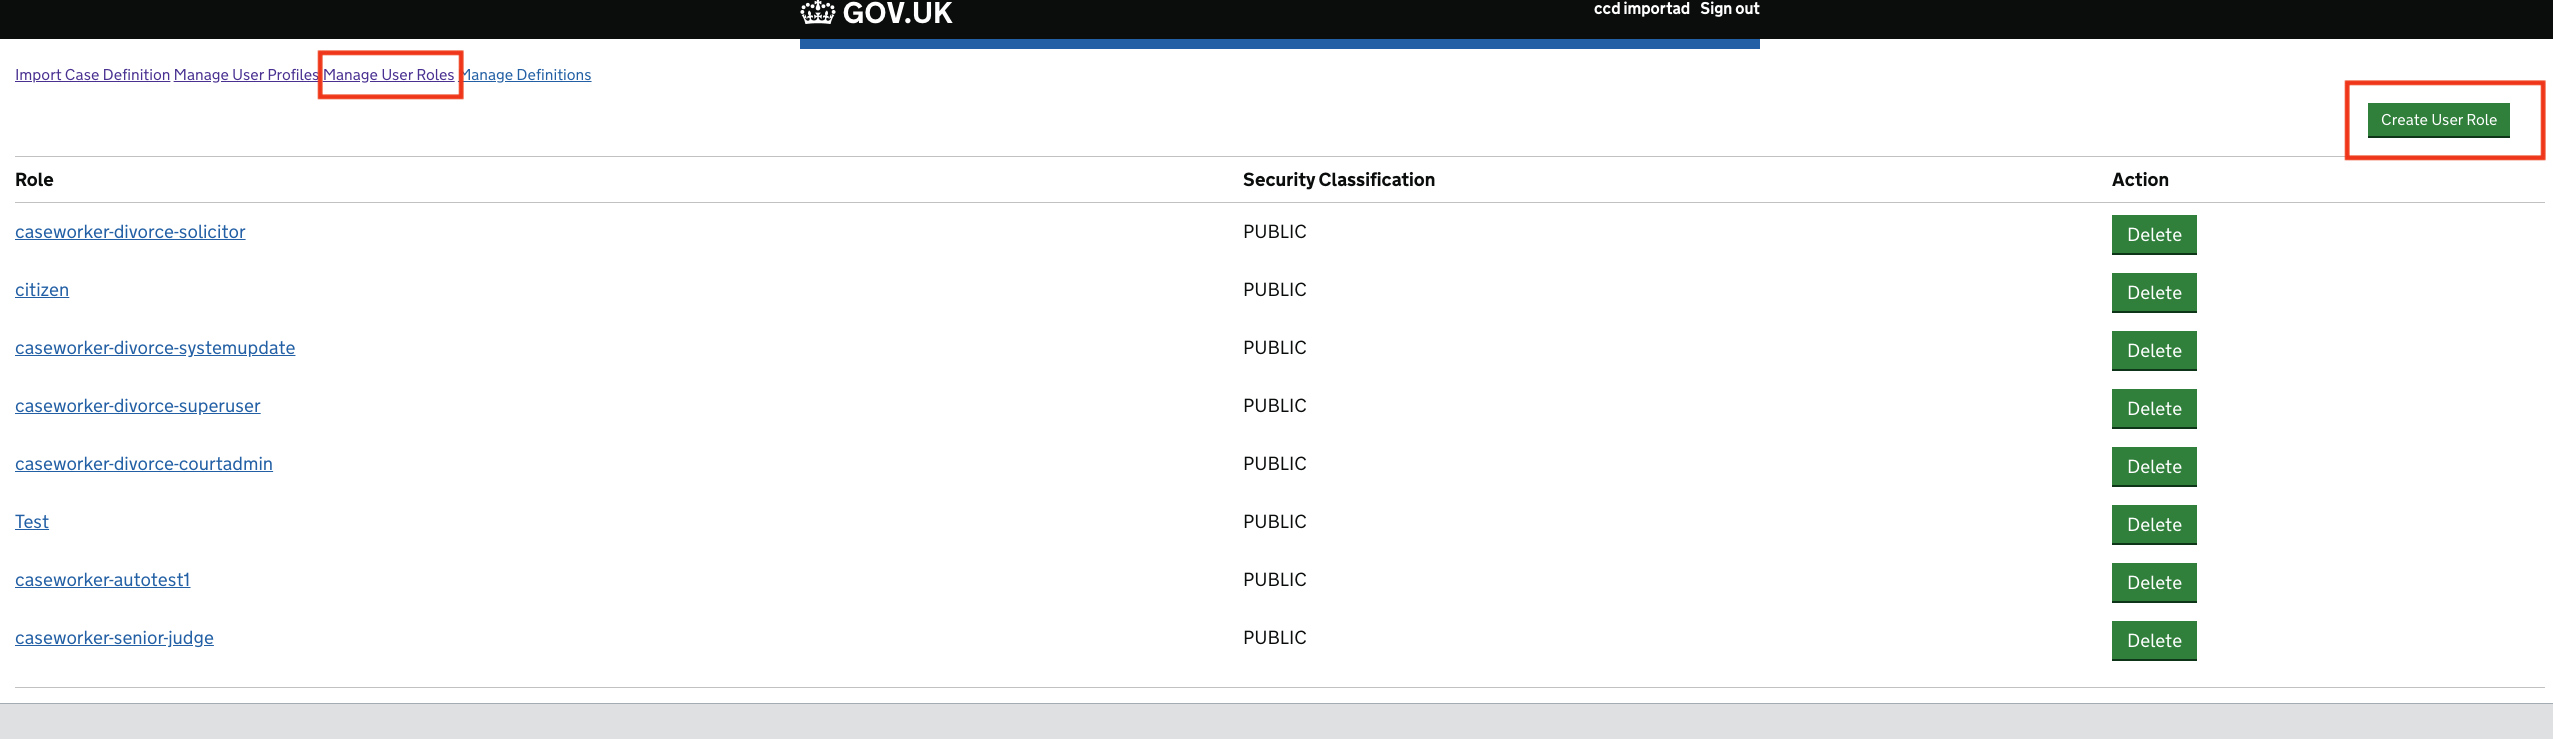 GOV.UK ccd importad Sign out
Import Case Definition Manage User Profiles Manage User Roles Manage Definitions
Create User Role
Role Security Classification Action
caseworker-divorce-solicitor PUBLIC Delete
citizen PUBLIC Delete
caseworker-divorce-systemupdate PUBLIC Delete
caseworker-divorce-superuser PUBLIC Delete
caseworker-divorce-courtadmin PUBLIC Delete
Test PUBLIC Delete
caseworker-autotest1 PUBLIC Delete
caseworker-senior-judge PUBLIC Delete